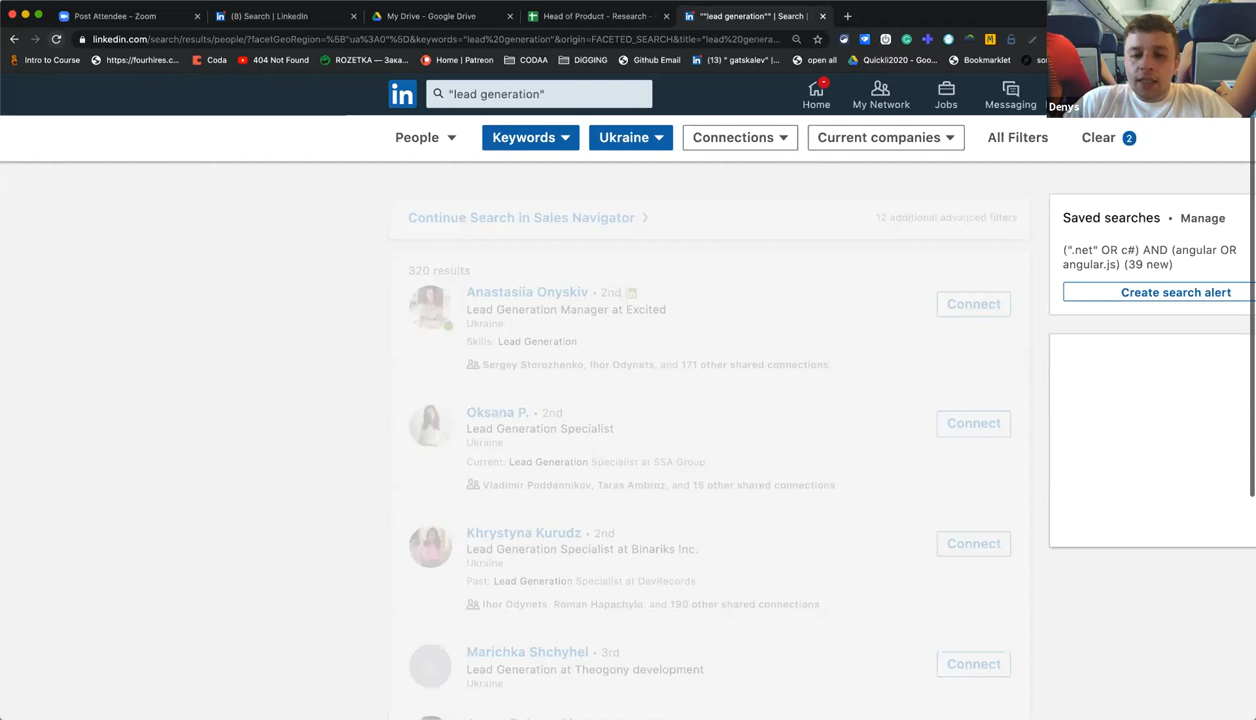 Post Attendee - Zoom
(8) Search | LinkedIn
My Drive - Google Drive
Head of Product - Research -
""lead generation"" | Search |
linkedin.com/search/results/people/?facetGeoRegion=%5B"ua%3A0"%5D&keywords="lead%20generation"&origin=FACETED_SEARCH&title="lead%20genera...
Intro to Course
https://fourhires.c...
Coda
404 Not Found
ROZETKA — Зака...
Home | Patreon
CODAA
DiGGING
Github Email
(13) " gatskalev" ...
open all
Quickli2020 - Goo...
Bookmarklet
in
"lead generation"
Home
My Network
Jobs
Messaging
Denys
People
Keywords
Ukraine
Connections
Current companies
All Filters
Clear 2
Continue Search in Sales Navigator
12 additional advanced filters
320 results
Anastasiia Onyskiv • 2nd
Lead Generation Manager at Excited
Ukraine
Skills: Lead Generation
Sergey Storozhenko, Ihor Odynets, and 171 other shared connections
Connect
Oksana P. • 2nd
Lead Generation Specialist
Ukraine
Current: Lead Generation Specialist at SSA Group
Vladimir Poddannikov, Taras Ambroz, and 15 other shared connections
Connect
Khrystyna Kurudz • 2nd
Lead Generation Specialist at Binariks Inc.
Ukraine
Past: Lead Generation Specialist at DevRecords
Ihor Odynets, Roman Hapachylo, and 190 other shared connections
Connect
Marichka Shchyhel • 3rd
Lead Generation at Theogony development
Ukraine
Connect
Saved searches • Manage
(".net" OR c#) AND (angular OR
angular.js) (39 new)
Create search alert